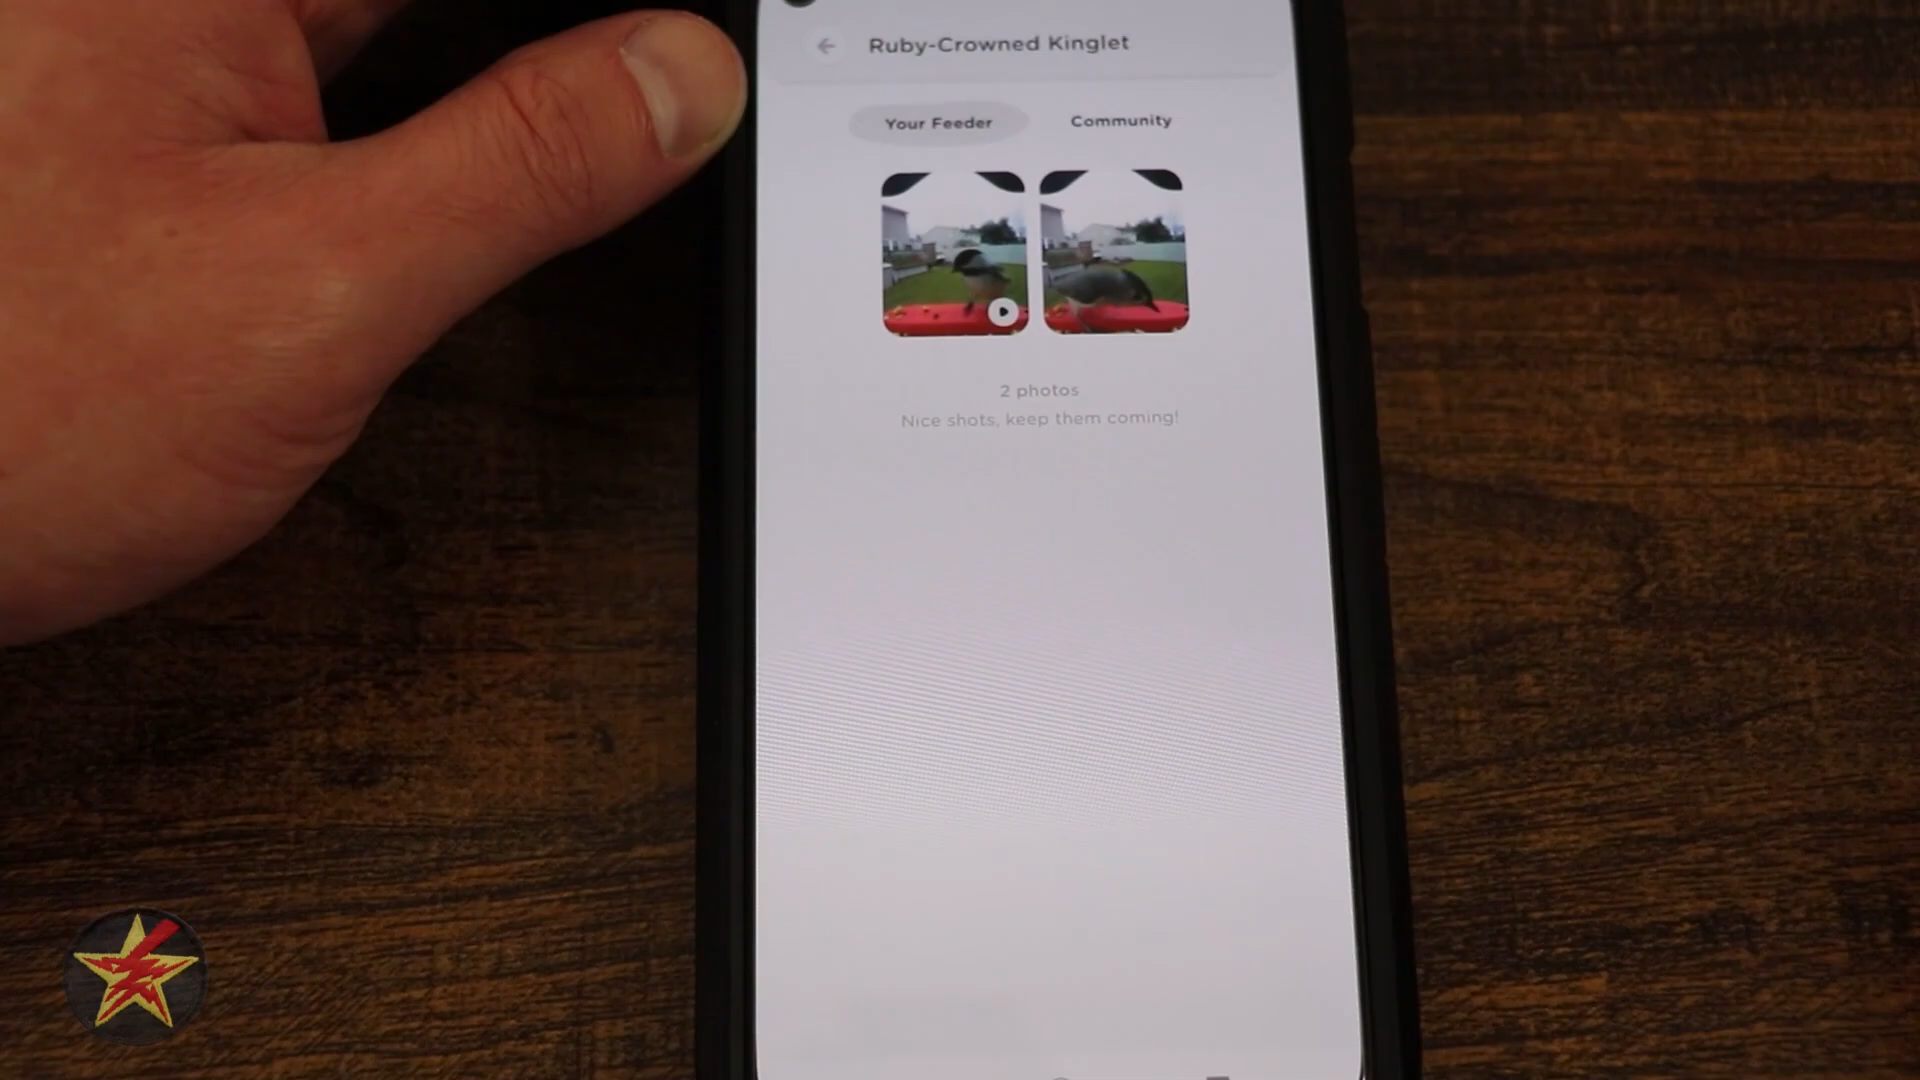 Ruby-Crowned Kinglet
Your Feeder
Community
2 photos
Nice shots, keep them coming!